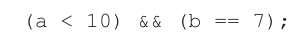 (a < 10) && (b == 7);